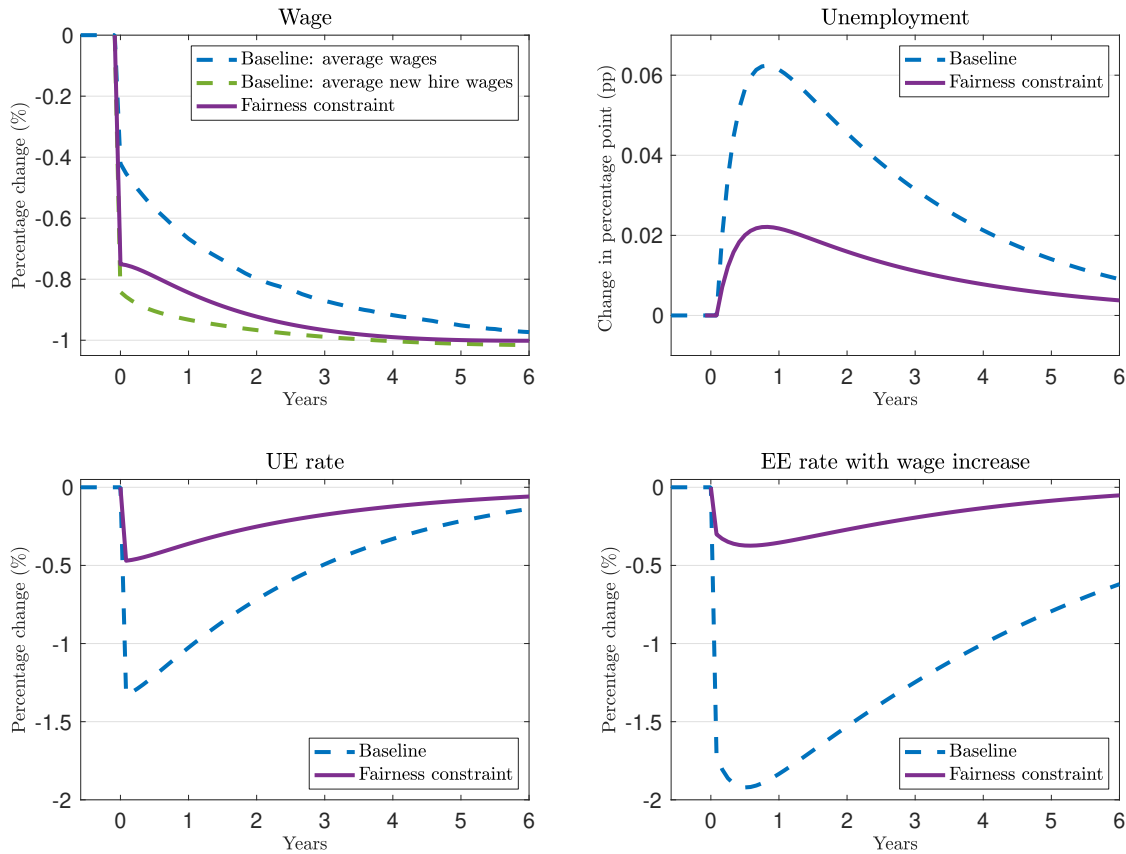 Wage
Percentage change (%)
0
-0.2
-0.4
-0.6
-0.8
-1
Baseline: average wages
Baseline: average new hire wages
Fairness constraint
0 1 2 3 4 5 6
Years
Unemployment
Change in percentage point (pp)
0.06
0.04
0.02
0
Baseline
Fairness constraint
0 1 2 3 4 5 6
Years
UE rate
Percentage change (%)
0
-0.5
-1
-1.5
-2
Baseline
Fairness constraint
0 1 2 3 4 5 6
Years
EE rate with wage increase
Percentage change (%)
0
-0.5
-1
-1.5
-2
Baseline
Fairness constraint
0 1 2 3 4 5 6
Years